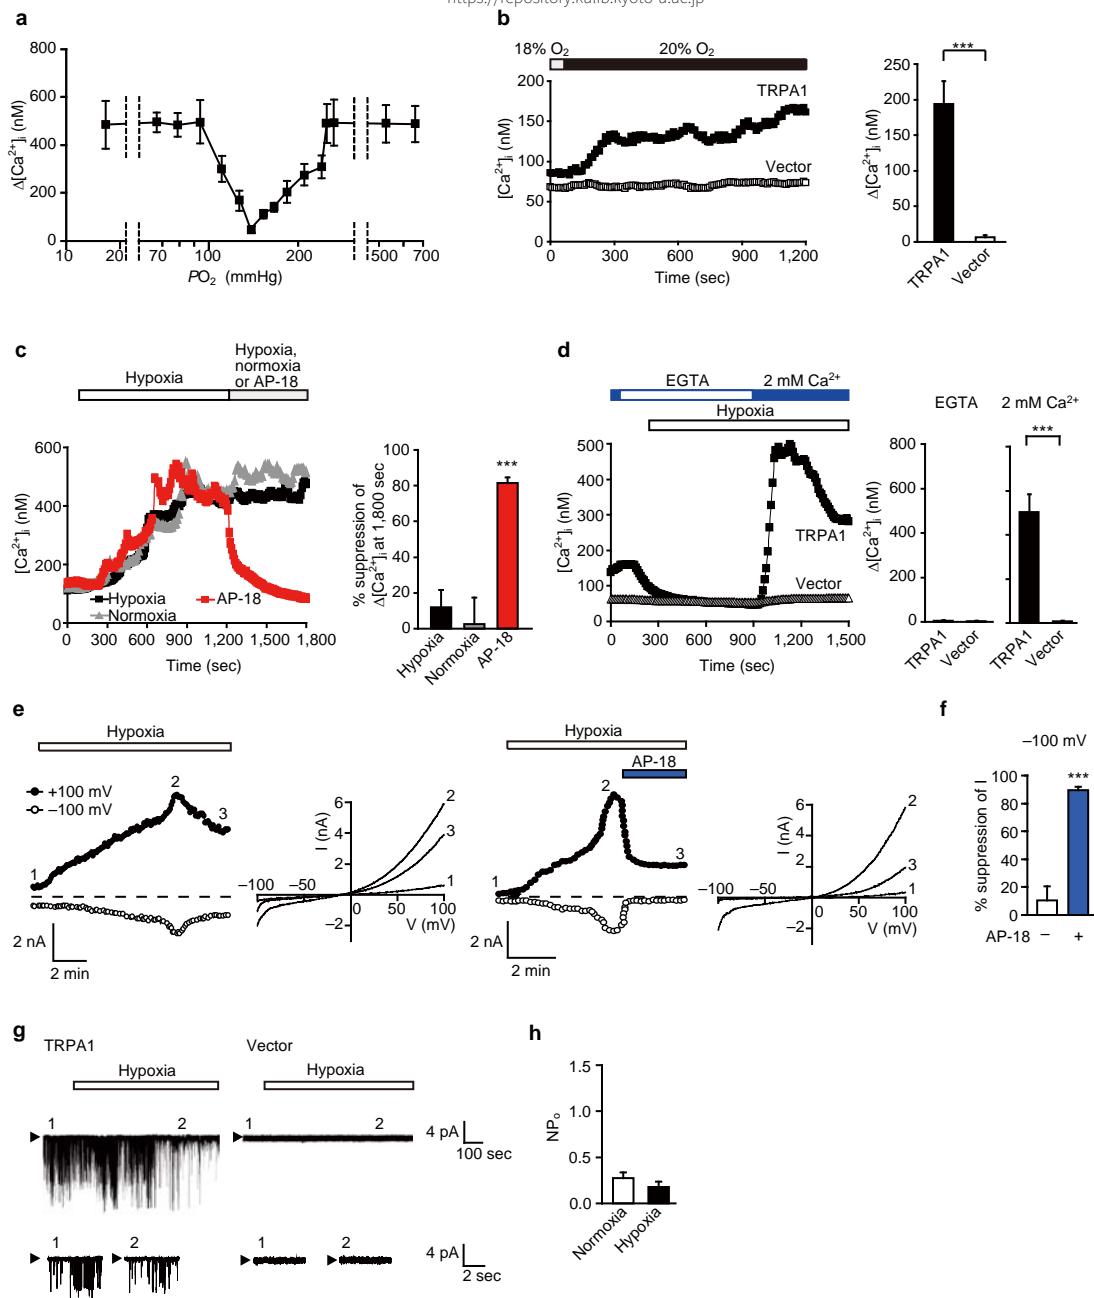 https://repository.kulib.kyoto-u.ac.jp
a
800
600
400
200
0
Δ[Ca²⁺]ᵢ (nM)
10
20
70
100
200
500
700
PO₂ (mmHg)
b
18% O₂
20% O₂
200
150
100
50
0
[Ca²⁺]ᵢ (nM)
TRPA1
Vector
0
300
600
900
1,200
Time (sec)
***
250
200
150
100
50
0
Δ[Ca²⁺]ᵢ (nM)
TRPA1
Vector
c
Hypoxia
Hypoxia,
normoxia
or AP-18
600
400
200
0
[Ca²⁺]ᵢ (nM)
Hypoxia
AP-18
Normoxia
0
300
600
900
1,200
1,500
1,800
Time (sec)
100
80
60
40
20
0
% suppression of
Δ[Ca²⁺]ᵢ at 1,800 sec
***
Hypoxia
Normoxia
AP-18
d
EGTA
2 mM Ca²⁺
Hypoxia
500
400
300
200
150
100
50
0
[Ca²⁺]ᵢ (nM)
TRPA1
Vector
0
300
600
900
1,200
1,500
Time (sec)
EGTA
2 mM Ca²⁺
***
800
600
400
200
0
Δ[Ca²⁺]ᵢ (nM)
TRPA1
Vector
TRPA1
Vector
e
Hypoxia
+100 mV
–100 mV
1
2
3
2 nA
2 min
6
4
2
–2
I (nA)
–100
–50
0
50
100
V (mV)
2
3
1
Hypoxia
AP-18
1
2
3
2 nA
2 min
6
4
2
–2
I (nA)
–100
–50
0
50
100
V (mV)
2
3
1
f
–100 mV
100
80
60
40
20
0
% suppression of I
***
AP-18
–
+
g
TRPA1
Vector
Hypoxia
Hypoxia
1
2
1
2
4 pA
100 sec
1
2
1
2
4 pA
2 sec
h
1.5
1.0
0.5
0.0
NPₒ
Normoxia
Hypoxia